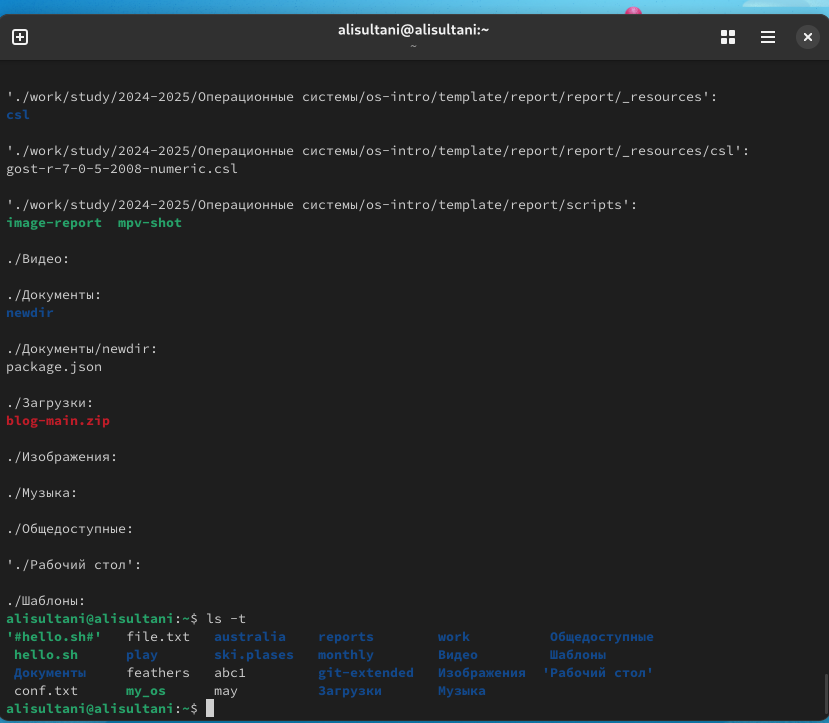 alisultani@alisultani:~
~
'./work/study/2024-2025/Операционные системы/os-intro/template/report/report/_resources':
csl
'./work/study/2024-2025/Операционные системы/os-intro/template/report/report/_resources/csl':
gost-r-7-0-5-2008-numeric.csl
'./work/study/2024-2025/Операционные системы/os-intro/template/report/scripts':
image-report  mpv-shot
./Видео:
./Документы:
newdir
./Документы/newdir:
package.json
./Загрузки:
blog-main.zip
./Изображения:
./Музыка:
./Общедоступные:
'./Рабочий стол':
./Шаблоны:
alisultani@alisultani:~$ ls -t
'#hello.sh#'   file.txt   australia    reports        work          Общедоступные
 hello.sh      play       ski.plases   monthly        Видео         Шаблоны
 Документы     feathers   abc1         git-extended   Изображения  'Рабочий стол'
 conf.txt      my_os      may          Загрузки       Музыка
alisultani@alisultani:~$